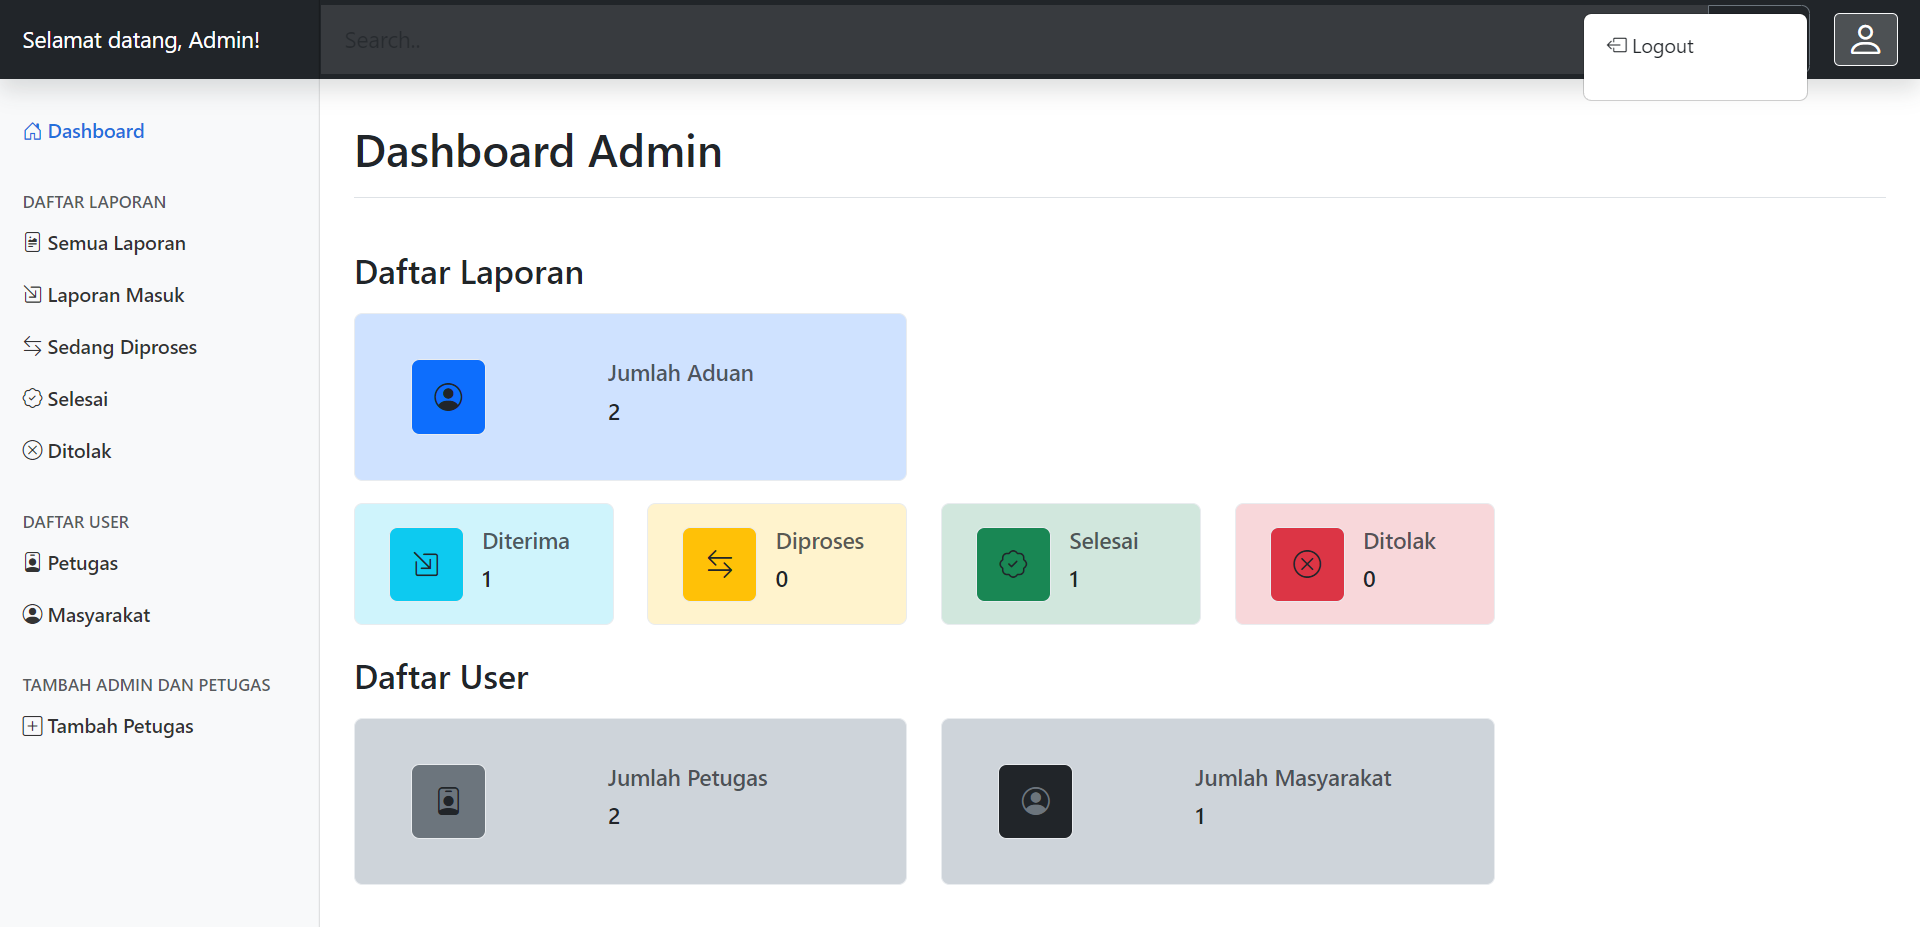 Selamat datang, Admin!
Search..
Logout
Dashboard
DAFTAR LAPORAN
Semua Laporan
Laporan Masuk
Sedang Diproses
Selesai
Ditolak
DAFTAR USER
Petugas
Masyarakat
TAMBAH ADMIN DAN PETUGAS
Tambah Petugas
Dashboard Admin
Daftar Laporan
Jumlah Aduan
2
Diterima
1
Diproses
0
Selesai
1
Ditolak
0
Daftar User
Jumlah Petugas
2
Jumlah Masyarakat
1